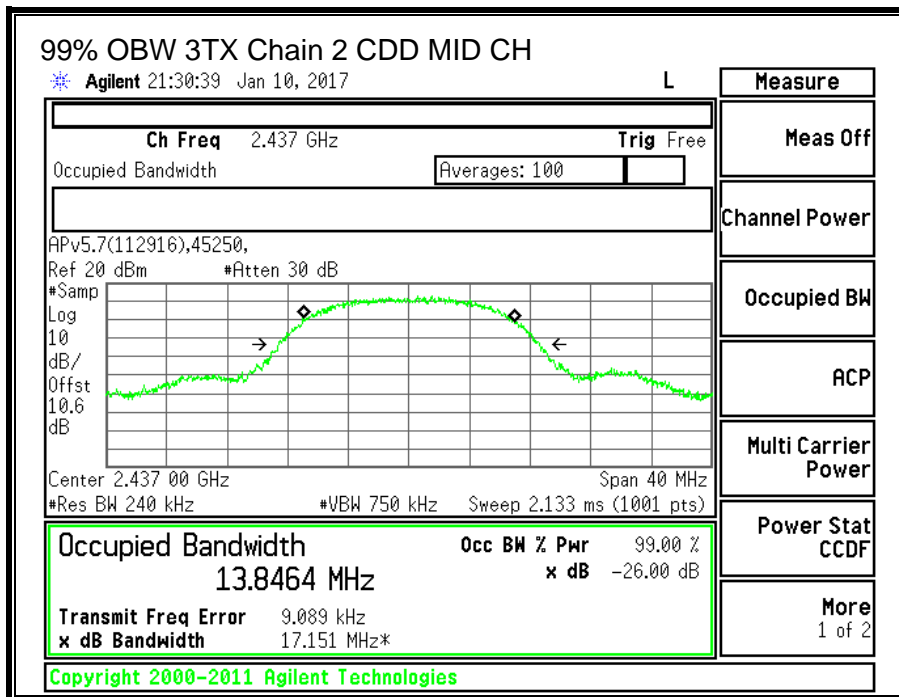 99% OBW 3TX Chain 2 CDD MID CH
Agilent 21:30:39 Jan 10, 2017 L
Ch Freq 2.437 GHz Trig Free
Occupied Bandwidth Averages: 100
APv5.7(112916),45250,
Ref 20 dBm #Atten 30 dB
#Samp
Log
10
dB/
Offst
10.6
dB
Center 2.437 00 GHz Span 40 MHz
#Res BW 240 kHz #VBW 750 kHz Sweep 2.133 ms (1001 pts)
Occupied Bandwidth Occ BW % Pwr 99.00 %
13.8464 MHz x dB -26.00 dB
Transmit Freq Error 9.089 kHz
x dB Bandwidth 17.151 MHz*
Copyright 2000-2011 Agilent Technologies
Measure
Meas Off
Channel Power
Occupied BW
ACP
Multi Carrier
Power
Power Stat
CCDF
More
1 of 2